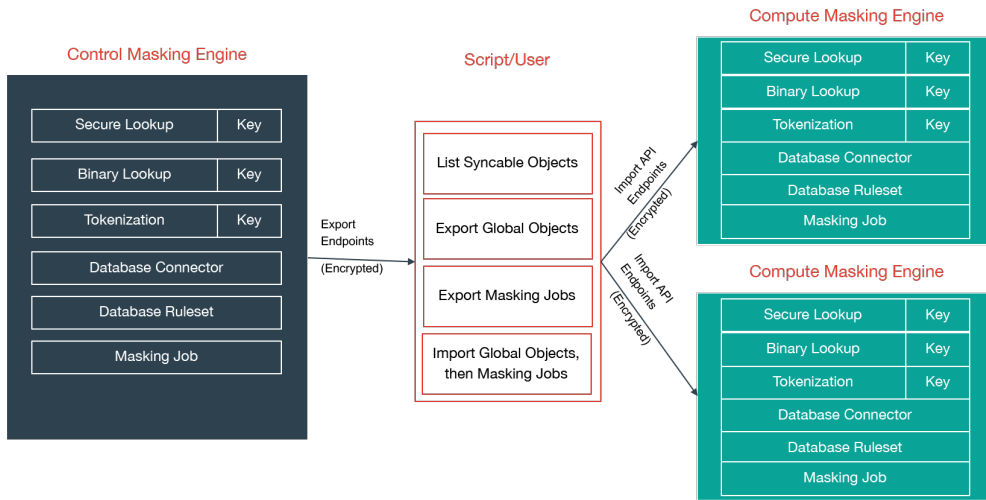 Control Masking Engine
Secure Lookup Key
Binary Lookup Key
Tokenization Key
Database Connector
Database Ruleset
Masking Job
Export
Endpoints
(Encrypted)
Script/User
List Syncable Objects
Export Global Objects
Export Masking Jobs
Import Global Objects,
then Masking Jobs
Import API
Endpoints
(Encrypted)
Import API
Endpoints
(Encrypted)
Compute Masking Engine
Secure Lookup Key
Binary Lookup Key
Tokenization Key
Database Connector
Database Ruleset
Masking Job
Compute Masking Engine
Secure Lookup Key
Binary Lookup Key
Tokenization Key
Database Connector
Database Ruleset
Masking Job